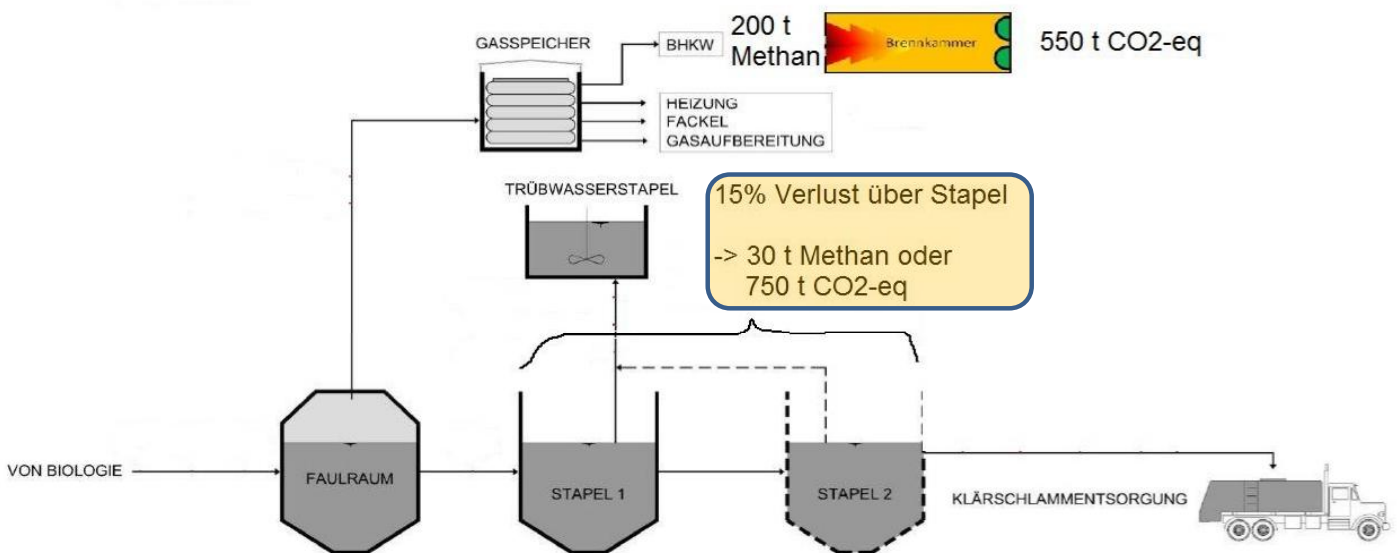 200 t
Methan
Brennkammer
550 t CO2-eq
GASSPEICHER
BHKW
HEIZUNG
FACKEL
GASAUFBEREITUNG
TRÜBWASSERSTAPEL
15% Verlust über Stapel
-> 30 t Methan oder
750 t CO2-eq
VON BIOLOGIE
FAULRAUM
STAPEL 1
STAPEL 2
KLÄRSCHLAMMENTSORGUNG